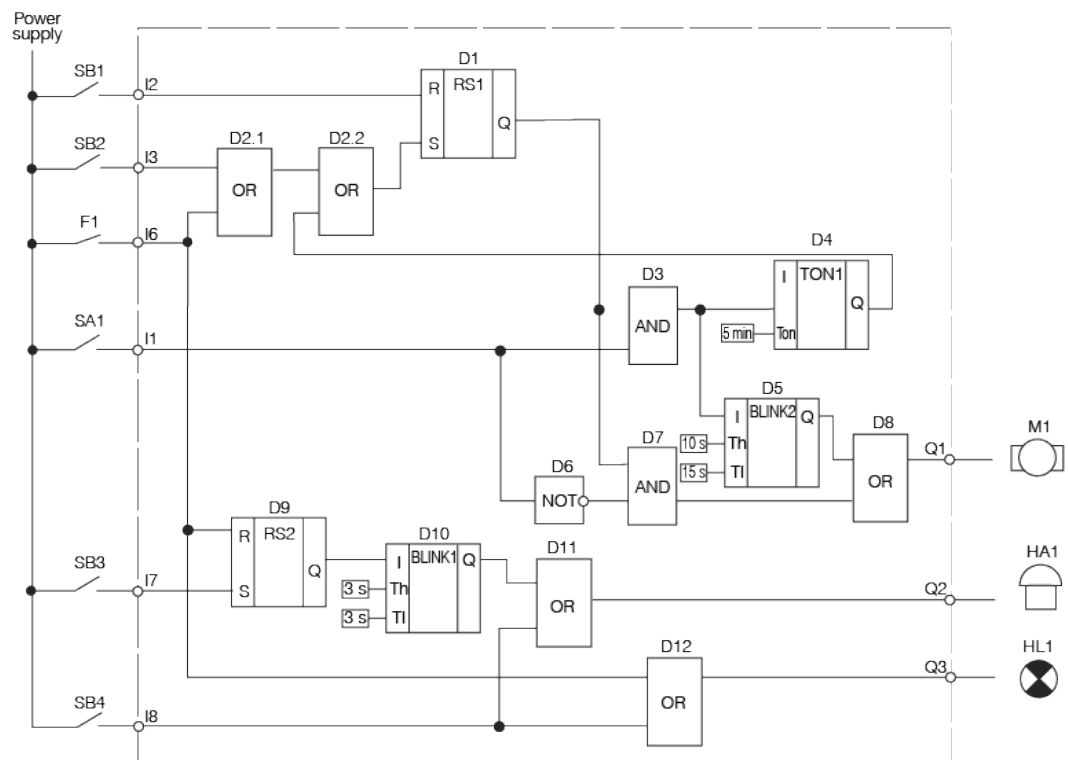 Power
supply
SB1
I2
D1
R
RS1
Q
S
SB2
I3
D2.1
OR
D2.2
OR
F1
I6
D4
I
TON1
Q
5 min
Ton
D3
AND
SA1
I1
D5
I
BLINK2
Q
10 s
Th
15 s
Tl
D7
AND
D6
NOT
D8
OR
Q1
M1
D9
R
RS2
Q
S
SB3
I7
D10
I
BLINK1
Q
3 s
Th
3 s
Tl
D11
OR
Q2
HA1
D12
OR
Q3
HL1
SB4
I8